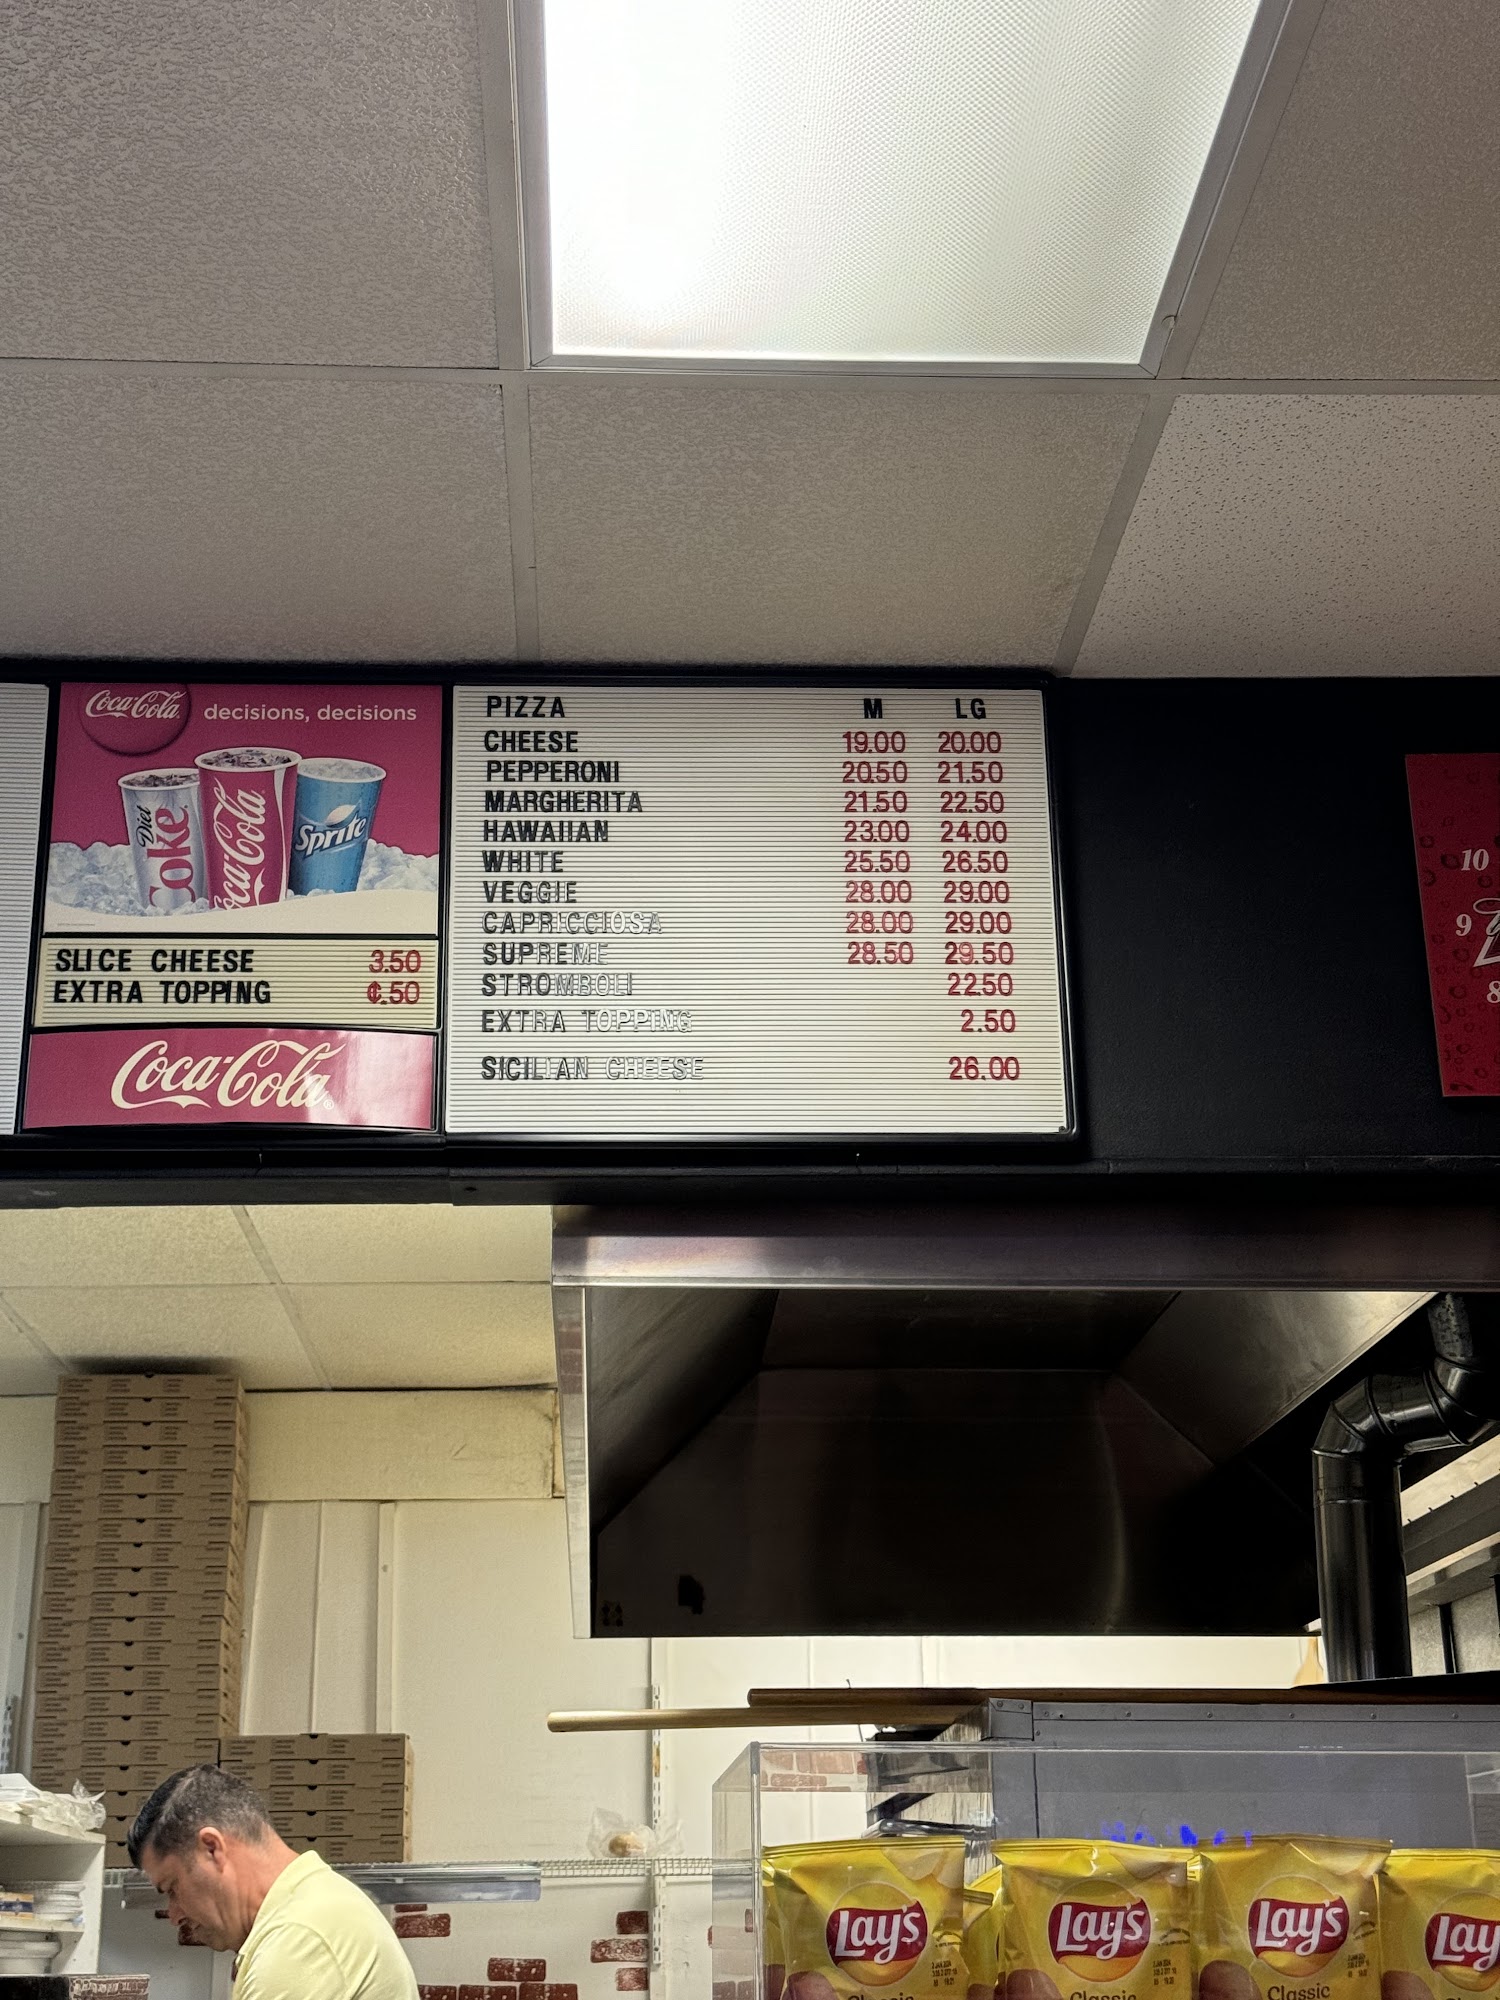 Coca-Cola decisions, decisions
Diet Coke
Coca-Cola
Sprite
SLICE CHEESE 3.50
EXTRA TOPPING ¢.50
Coca-Cola®
PIZZA M LG
CHEESE 19.00 20.00
PEPPERONI 20.50 21.50
MARGHERITA 21.50 22.50
HAWAIIAN 23.00 24.00
WHITE 25.50 26.50
VEGGIE 28.00 29.00
CAPRICCIOSA 28.00 29.00
SUPREME 28.50 29.50
STROMBOLI 22.50
EXTRA TOPPING 2.50
SICILIAN CHEESE 26.00
10
9
8
Lay's
Classic
Lay's
Classic
Lay's
Classic
Lay's